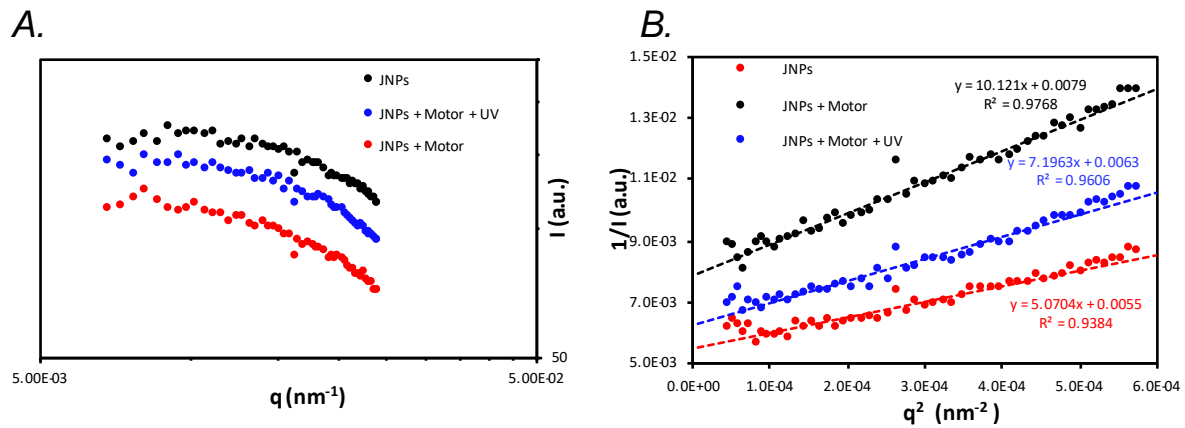 A.
JNPs
JNPs + Motor + UV
JNPs + Motor
I (a.u.)
50
5.00E-03
5.00E-02
q (nm⁻¹)
B.
1.5E-02
1.3E-02
1.1E-02
9.0E-03
7.0E-03
5.0E-03
1/I (a.u.)
JNPs
JNPs + Motor
JNPs + Motor + UV
y = 10.121x + 0.0079
R² = 0.9768
y = 7.1963x + 0.0063
R² = 0.9606
y = 5.0704x + 0.0055
R² = 0.9384
0.0E+00
1.0E-04
2.0E-04
3.0E-04
4.0E-04
5.0E-04
6.0E-04
q² (nm⁻²)